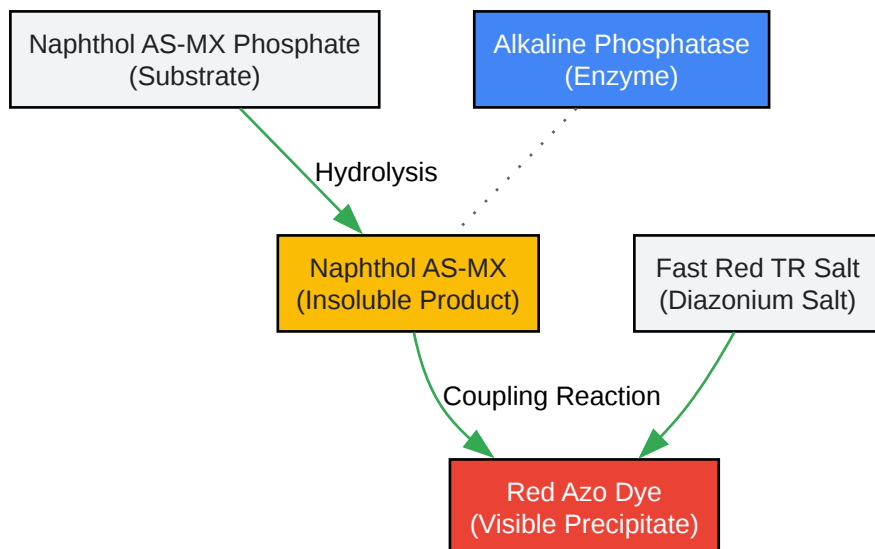 Naphthol AS-MX Phosphate
(Substrate)
Alkaline Phosphatase
(Enzyme)
Hydrolysis
Naphthol AS-MX
(Insoluble Product)
Fast Red TR Salt
(Diazonium Salt)
Coupling Reaction
Red Azo Dye
(Visible Precipitate)